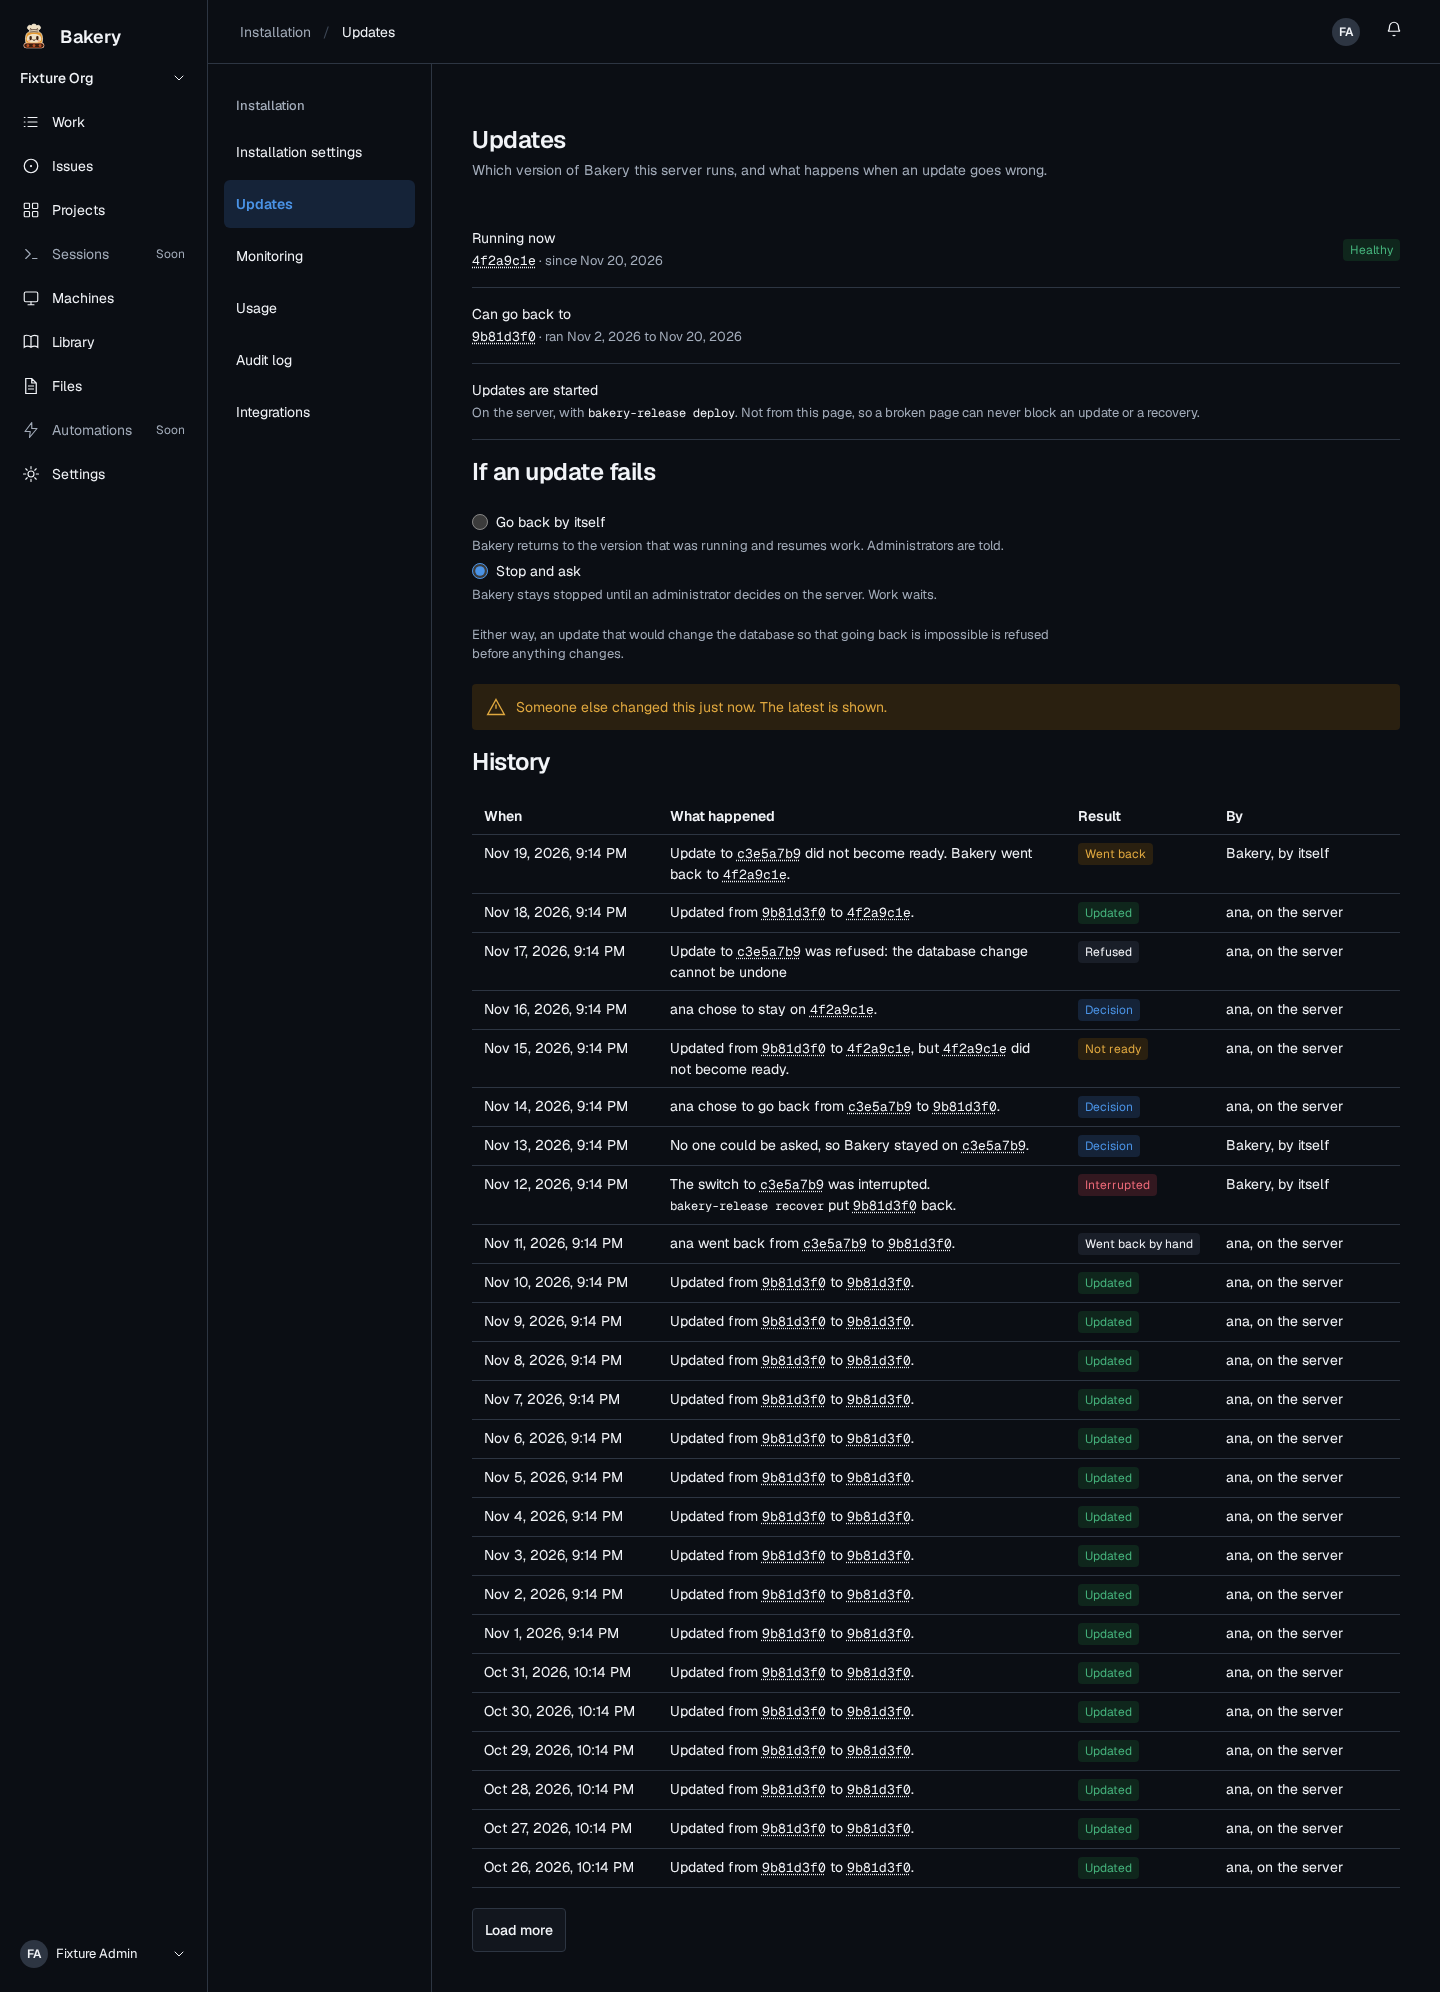 Bakery
Installation / Updates
FA
Fixture Org
Work
Issues
Projects
Sessions Soon
Machines
Library
Files
Automations Soon
Settings
FA Fixture Admin
Installation
Installation settings
Updates
Monitoring
Usage
Audit log
Integrations
Updates
Which version of Bakery this server runs, and what happens when an update goes wrong.
Running now
4f2a9c1e · since Nov 20, 2026
Healthy
Can go back to
9b81d3f0 · ran Nov 2, 2026 to Nov 20, 2026
Updates are started
On the server, with bakery-release deploy. Not from this page, so a broken page can never block an update or a recovery.
If an update fails
Go back by itself
Bakery returns to the version that was running and resumes work. Administrators are told.
Stop and ask
Bakery stays stopped until an administrator decides on the server. Work waits.
Either way, an update that would change the database so that going back is impossible is refused
before anything changes.
Someone else changed this just now. The latest is shown.
History
When What happened Result By
Nov 19, 2026, 9:14 PM Update to c3e5a7b9 did not become ready. Bakery went Went back Bakery, by itself
back to 4f2a9c1e.
Nov 18, 2026, 9:14 PM Updated from 9b81d3f0 to 4f2a9c1e. Updated ana, on the server
Nov 17, 2026, 9:14 PM Update to c3e5a7b9 was refused: the database change Refused ana, on the server
cannot be undone
Nov 16, 2026, 9:14 PM ana chose to stay on 4f2a9c1e. Decision ana, on the server
Nov 15, 2026, 9:14 PM Updated from 9b81d3f0 to 4f2a9c1e, but 4f2a9c1e did Not ready ana, on the server
not become ready.
Nov 14, 2026, 9:14 PM ana chose to go back from c3e5a7b9 to 9b81d3f0. Decision ana, on the server
Nov 13, 2026, 9:14 PM No one could be asked, so Bakery stayed on c3e5a7b9. Decision Bakery, by itself
Nov 12, 2026, 9:14 PM The switch to c3e5a7b9 was interrupted. Interrupted Bakery, by itself
bakery-release recover put 9b81d3f0 back.
Nov 11, 2026, 9:14 PM ana went back from c3e5a7b9 to 9b81d3f0. Went back by hand ana, on the server
Nov 10, 2026, 9:14 PM Updated from 9b81d3f0 to 9b81d3f0. Updated ana, on the server
Nov 9, 2026, 9:14 PM Updated from 9b81d3f0 to 9b81d3f0. Updated ana, on the server
Nov 8, 2026, 9:14 PM Updated from 9b81d3f0 to 9b81d3f0. Updated ana, on the server
Nov 7, 2026, 9:14 PM Updated from 9b81d3f0 to 9b81d3f0. Updated ana, on the server
Nov 6, 2026, 9:14 PM Updated from 9b81d3f0 to 9b81d3f0. Updated ana, on the server
Nov 5, 2026, 9:14 PM Updated from 9b81d3f0 to 9b81d3f0. Updated ana, on the server
Nov 4, 2026, 9:14 PM Updated from 9b81d3f0 to 9b81d3f0. Updated ana, on the server
Nov 3, 2026, 9:14 PM Updated from 9b81d3f0 to 9b81d3f0. Updated ana, on the server
Nov 2, 2026, 9:14 PM Updated from 9b81d3f0 to 9b81d3f0. Updated ana, on the server
Nov 1, 2026, 9:14 PM Updated from 9b81d3f0 to 9b81d3f0. Updated ana, on the server
Oct 31, 2026, 10:14 PM Updated from 9b81d3f0 to 9b81d3f0. Updated ana, on the server
Oct 30, 2026, 10:14 PM Updated from 9b81d3f0 to 9b81d3f0. Updated ana, on the server
Oct 29, 2026, 10:14 PM Updated from 9b81d3f0 to 9b81d3f0. Updated ana, on the server
Oct 28, 2026, 10:14 PM Updated from 9b81d3f0 to 9b81d3f0. Updated ana, on the server
Oct 27, 2026, 10:14 PM Updated from 9b81d3f0 to 9b81d3f0. Updated ana, on the server
Oct 26, 2026, 10:14 PM Updated from 9b81d3f0 to 9b81d3f0. Updated ana, on the server
Load more